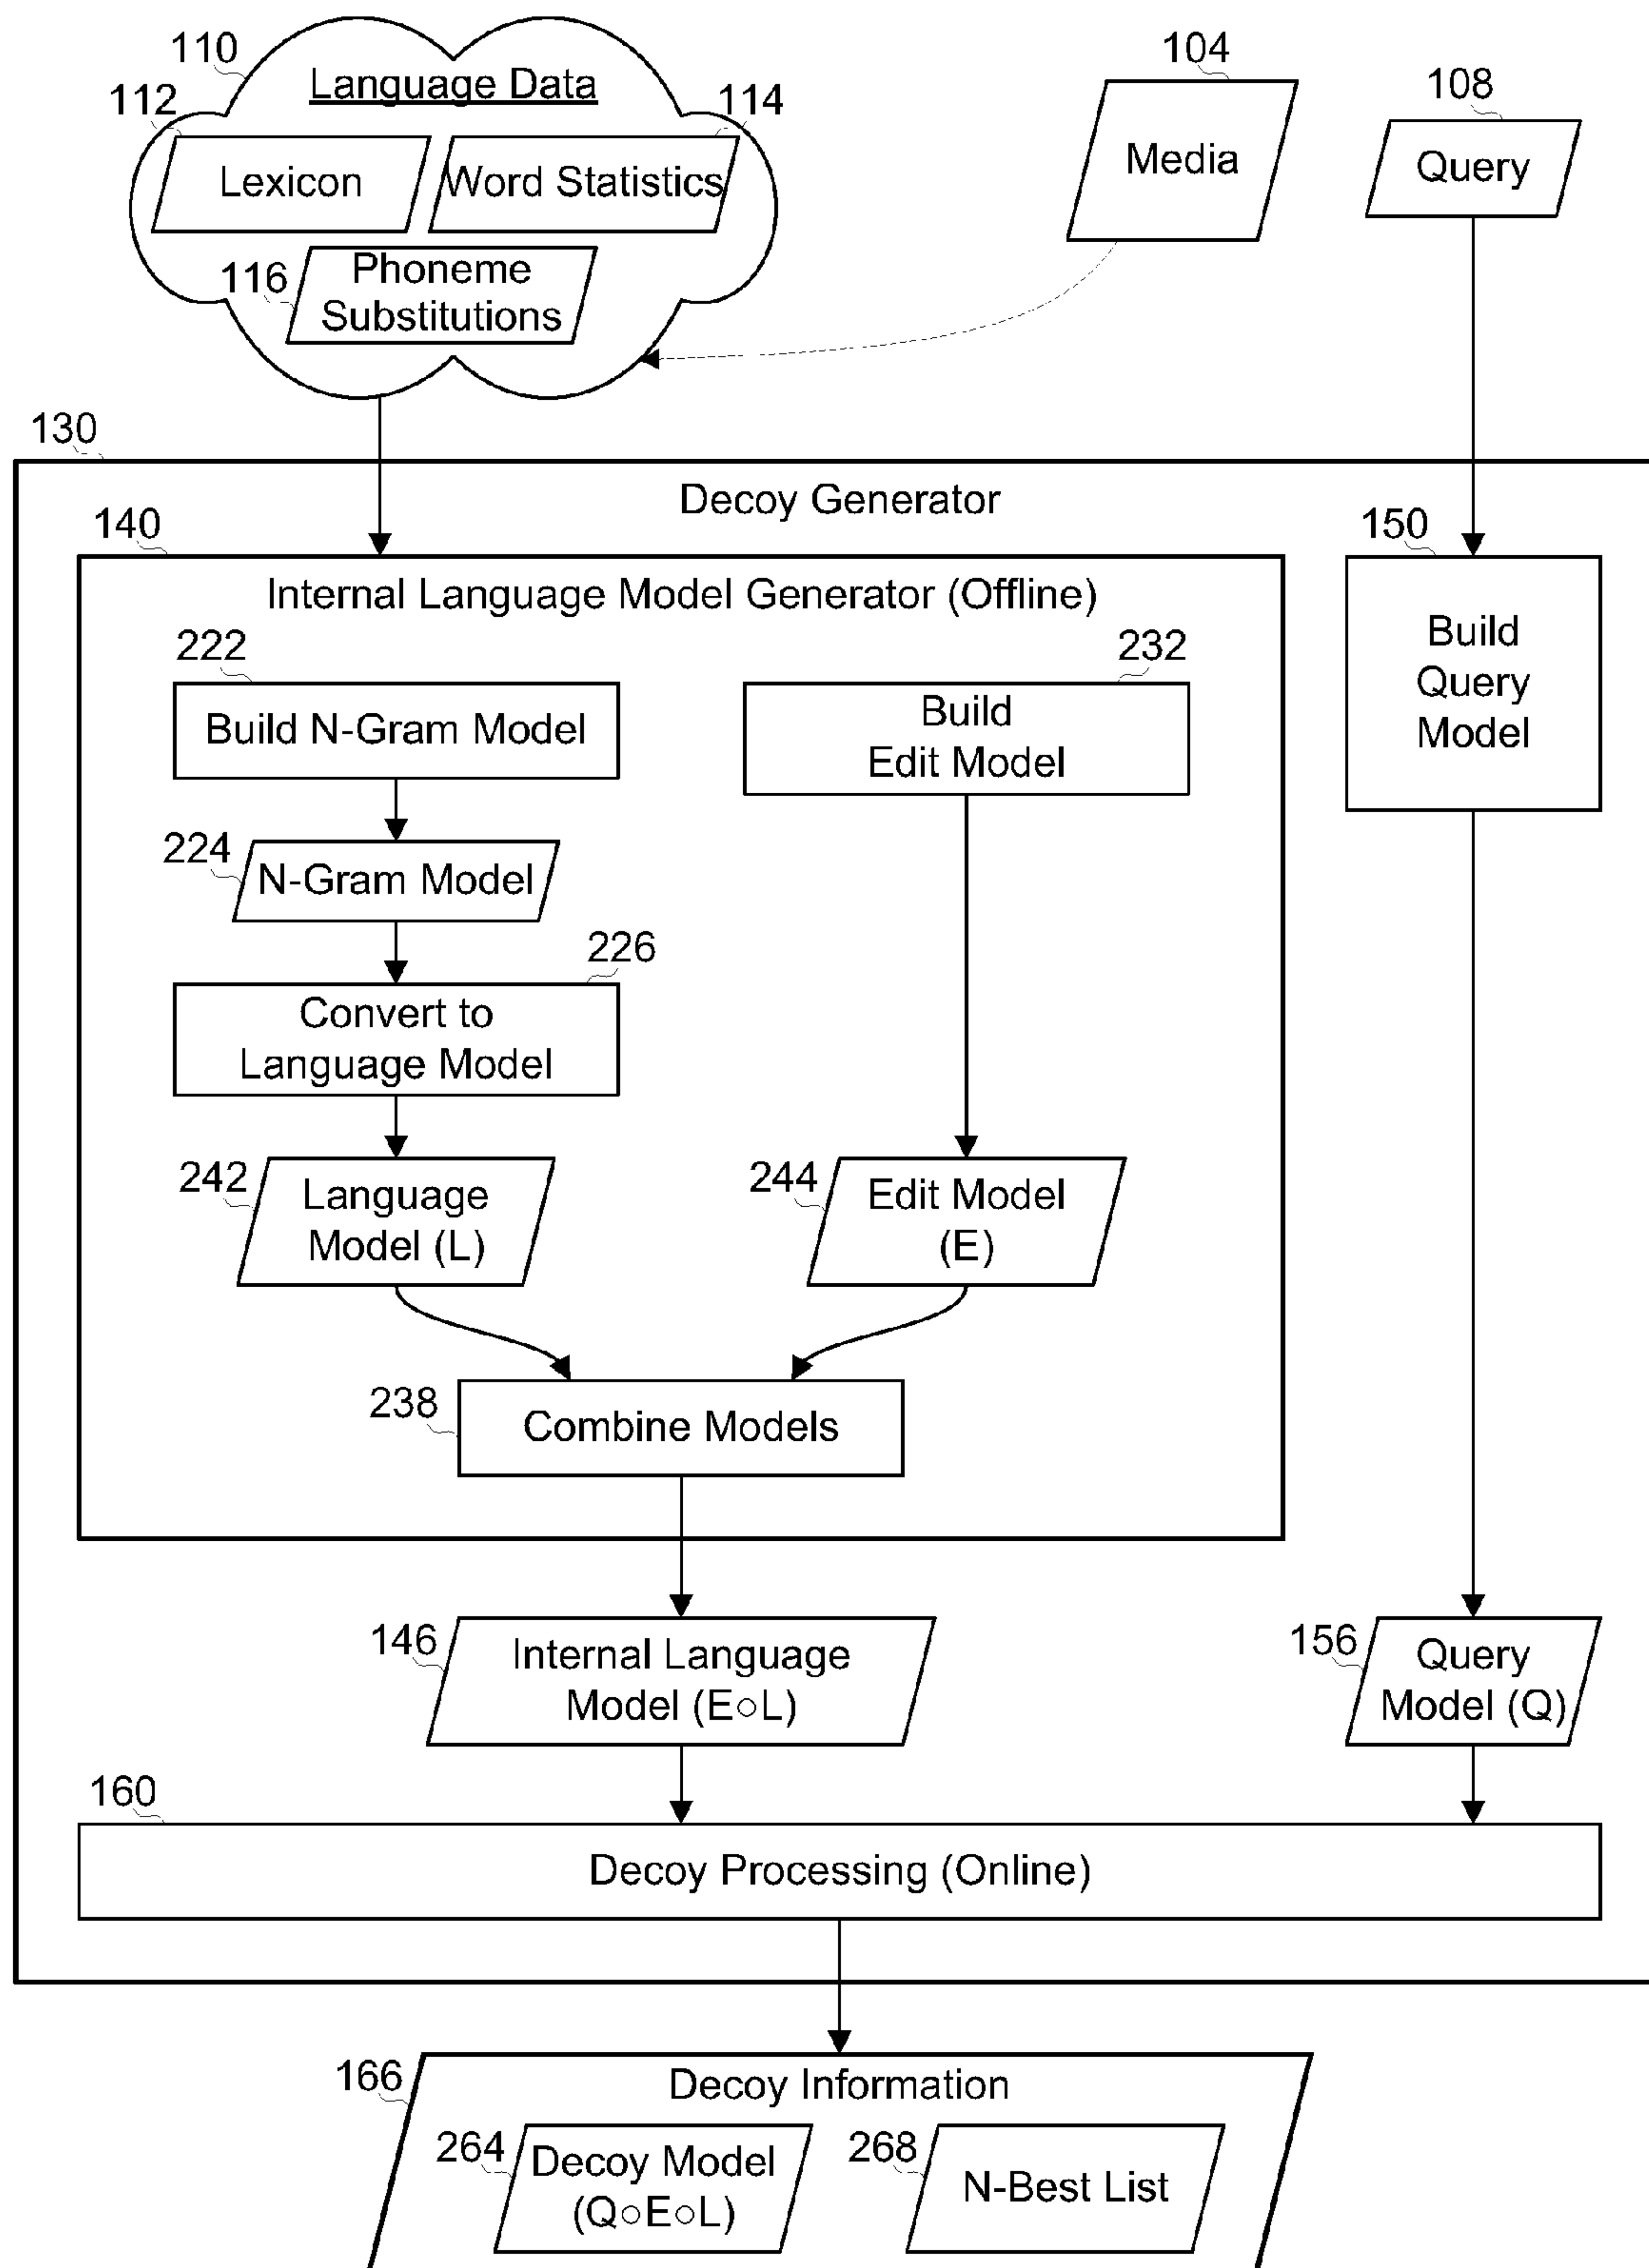 110
Language Data
112
114
Lexicon
Word Statistics
116
Phoneme
Substitutions
104
Media
108
Query
130
Decoy Generator
140
Internal Language Model Generator (Offline)
150
Build
Query
Model
222
Build N-Gram Model
232
Build
Edit Model
224
N-Gram Model
226
Convert to
Language Model
242
Language
Model (L)
244
Edit Model
(E)
238
Combine Models
146
Internal Language
Model (E○L)
156
Query
Model (Q)
160
Decoy Processing (Online)
166
Decoy Information
264
Decoy Model
(Q○E○L)
268
N-Best List